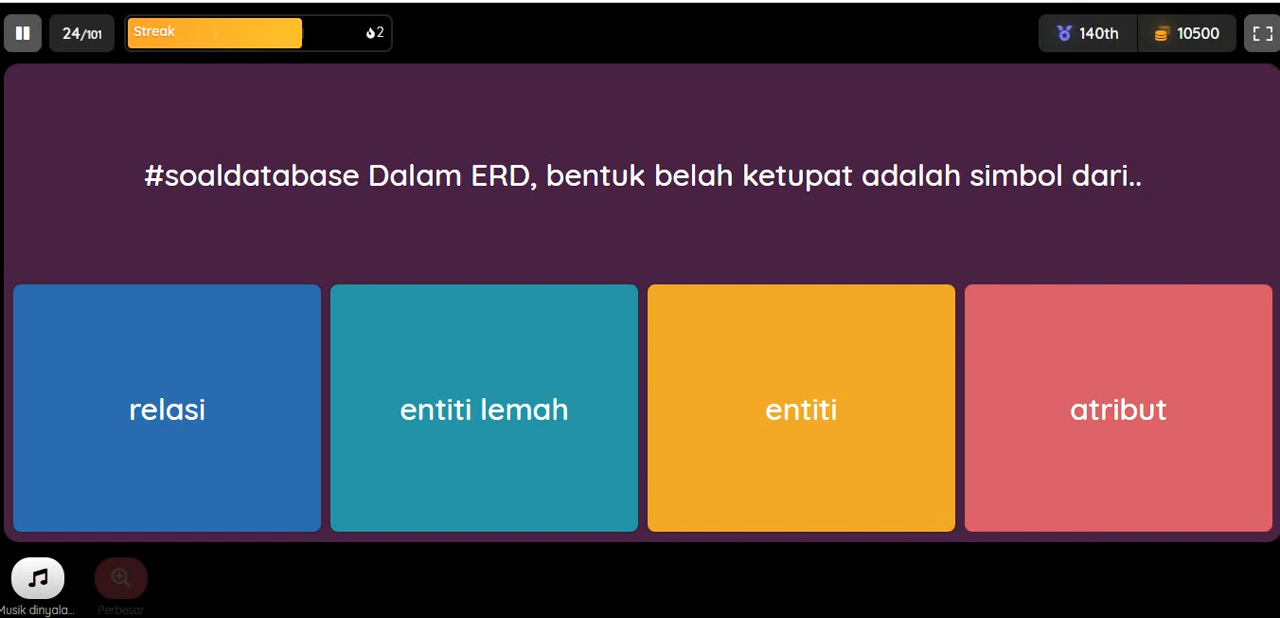 24/101
Streak
2
140th
10500
#soaldatabase Dalam ERD, bentuk belah ketupat adalah simbol dari..
relasi
entiti lemah
entiti
atribut
Musik dinyala...
Perbesar